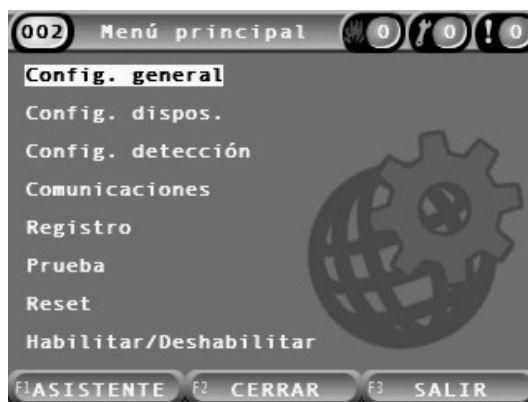 002 Menú principal 0 0 ! 0
Config. general
Config. dispos.
Config. detección
Comunicaciones
Registro
Prueba
Reset
Habilitar/Deshabilitar
F1 ASISTENTE F2 CERRAR F3 SALIR